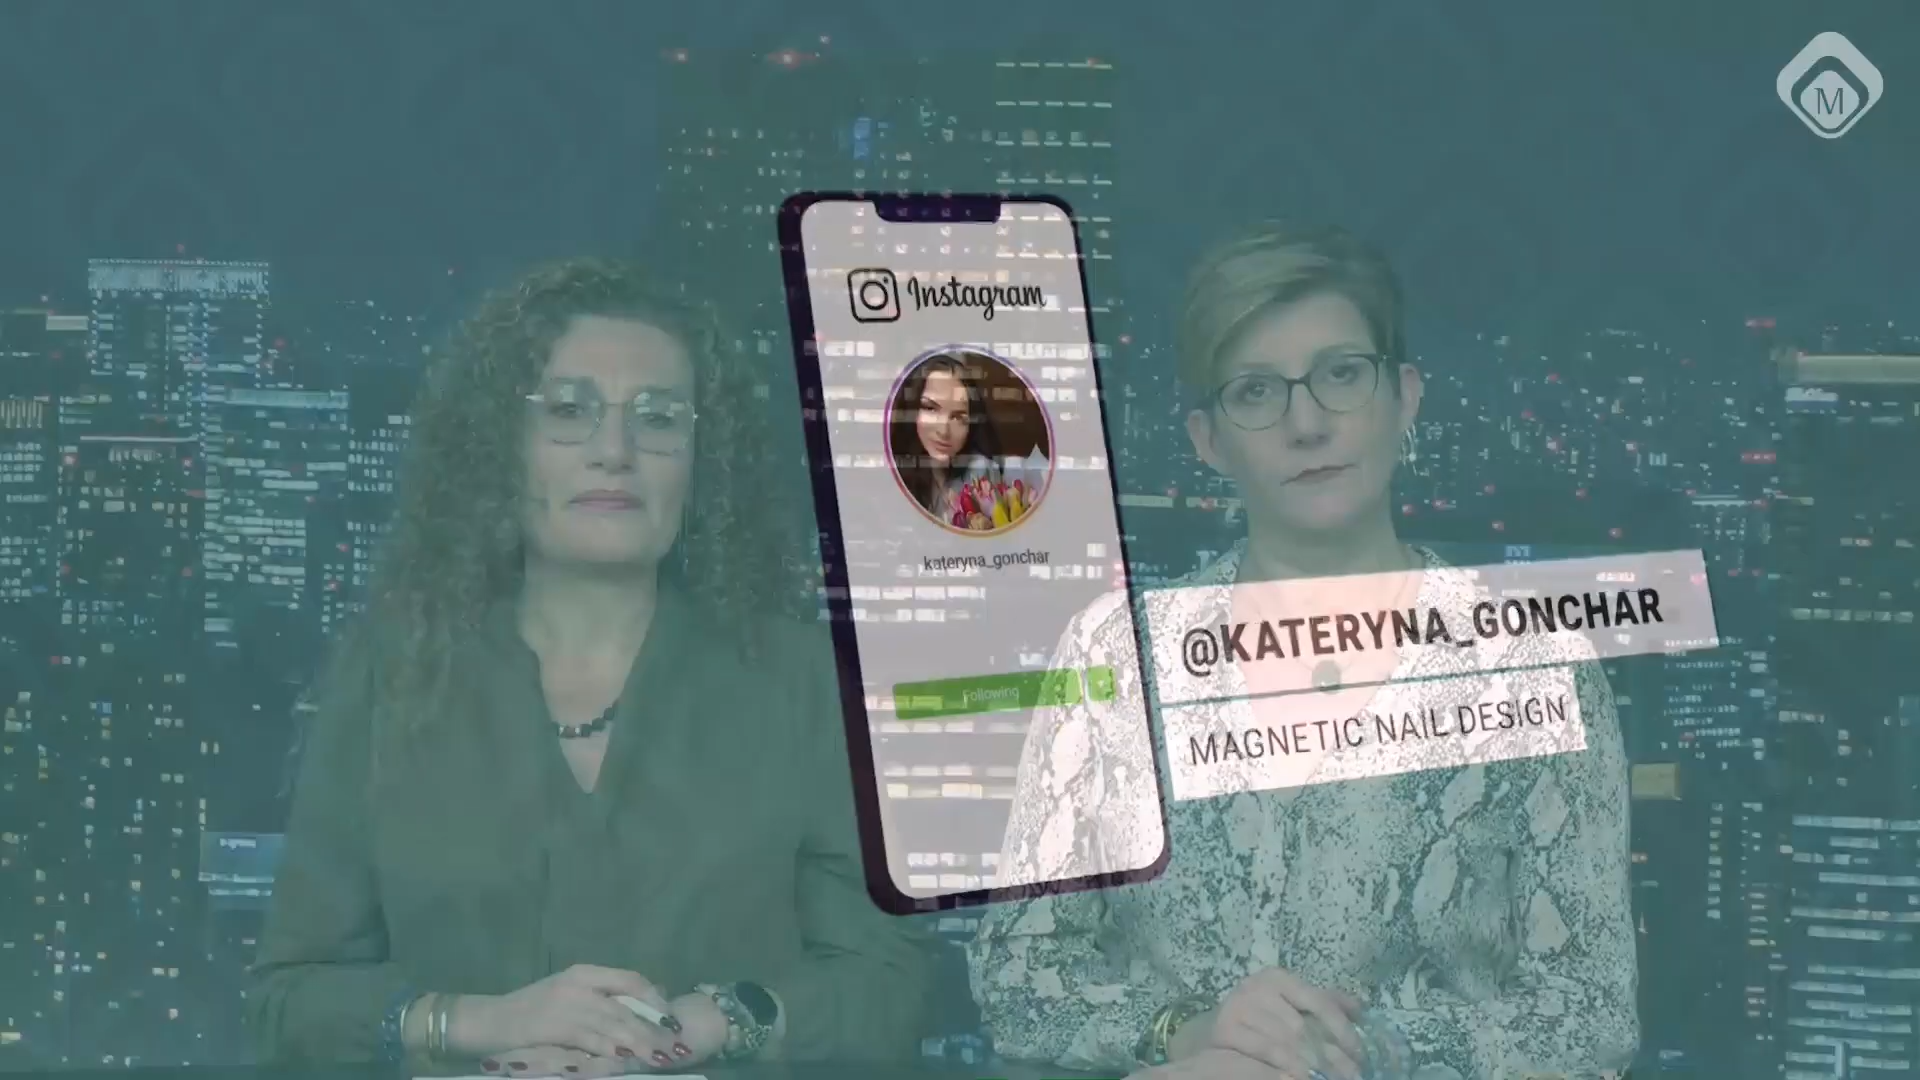 M
Instagram
kateryna_gonchar
Following
@KATERYNA_GONCHAR
MAGNETIC NAIL DESIGN